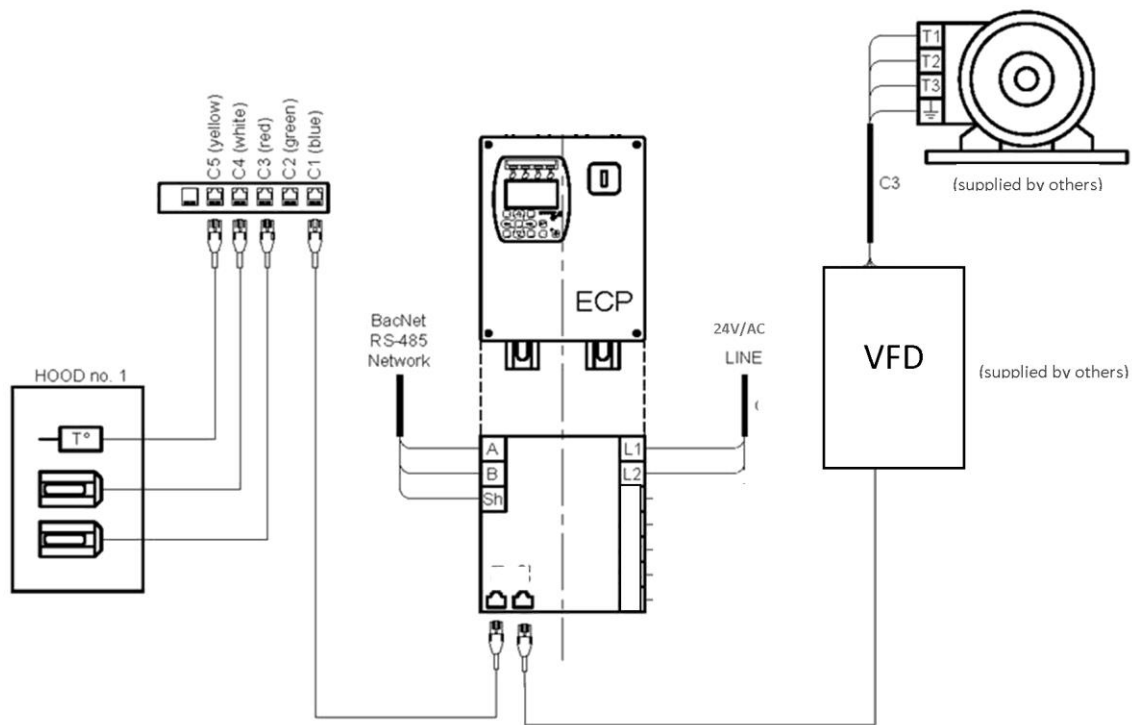 C5 (yellow)
C4 (white)
C3 (red)
C2 (green)
C1 (blue)
T1
T2
T3
C3
(supplied by others)
ECP
BacNet
RS-485
Network
24V/AC
LINE
VFD
(supplied by others)
HOOD no. 1
T°
A
B
Sh
L1
L2